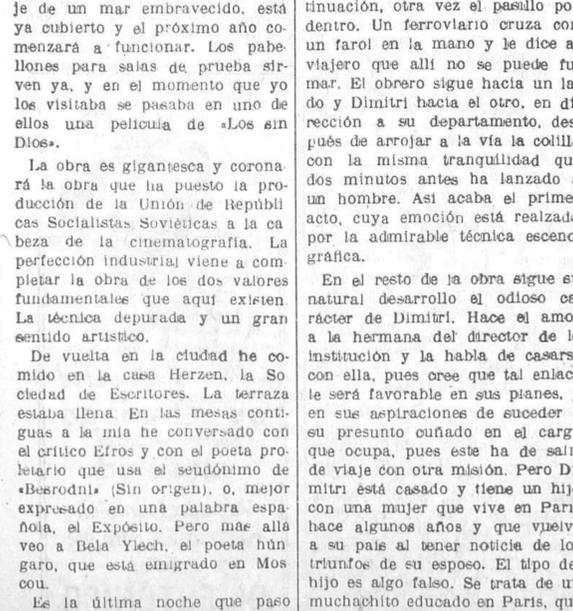 je de un mar embravecido, está
ya cubierto y el próximo año co-
menzará a funcionar. Los pabe-
llones para salas de prueba sir-
ven ya, y en el momento que yo
los visitaba se pasaba en uno de
ellos una película de «Los sin
Dios».
La obra es gigantesca y corona-
rá la obra que ha puesto la pro-
ducción de la Unión de Repúbli
cas Socialistas Soviéticas a la ca
beza de la cinematografía. La
perfección industrial viene a com-
pletar la obra de los dos valores
fundamentales que aquí existen.
La técnica depurada y un gran
sentido artístico.
De vuelta en la ciudad he co-
mido en la casa Herzen, la So
ciedad de Escritores. La terraza
estaba llena. En las mesas conti-
guas a la mía he conversado con
el crítico Efros y con el poeta pro-
letario que usa el seudónimo de
«Besrodni» (Sin origen), o, mejor
expresado en una palabra espa-
ñola, el Expósito. Pero más allá
veo a Bela Ylech, el poeta hún
garo, que está emigrado en Mos
cou.
Es la última noche que paso
tinuación, otra vez el pasillo po
dentro. Un ferroviario cruza con
un farol en la mano y le dice a
viajero que allí no se puede fu
mar. El obrero sigue hacia un la
do y Dimitri hacia el otro, en di
rección a su departamento, des
pués de arrojar a la vía la colill
con la misma tranquilidad qu
dos minutos antes ha lanzado
un hombre. Así acaba el prime
acto, cuya emoción está realzad
por la admirable técnica esceno
gráfica.
En el resto de la obra sigue s
natural desarrollo el odioso ca
rácter de Dimitri. Hace el amo
a la hermana del director de l
institución y la habla de casars
con ella, pues cree que tal enlac
le será favorable en sus planes,
en sus aspiraciones de suceder
su presunto cuñado en el carg
que ocupa, pues éste ha de sali
de viaje con otra misión. Pero D
mitri está casado y tiene un hij
con una mujer que vive en Parí
hace algunos años y que vuelv
a su país al tener noticia de lo
triunfos de su esposo. El tipo de
hijo es algo falso. Se trata de u
muchachito educado en París, qu